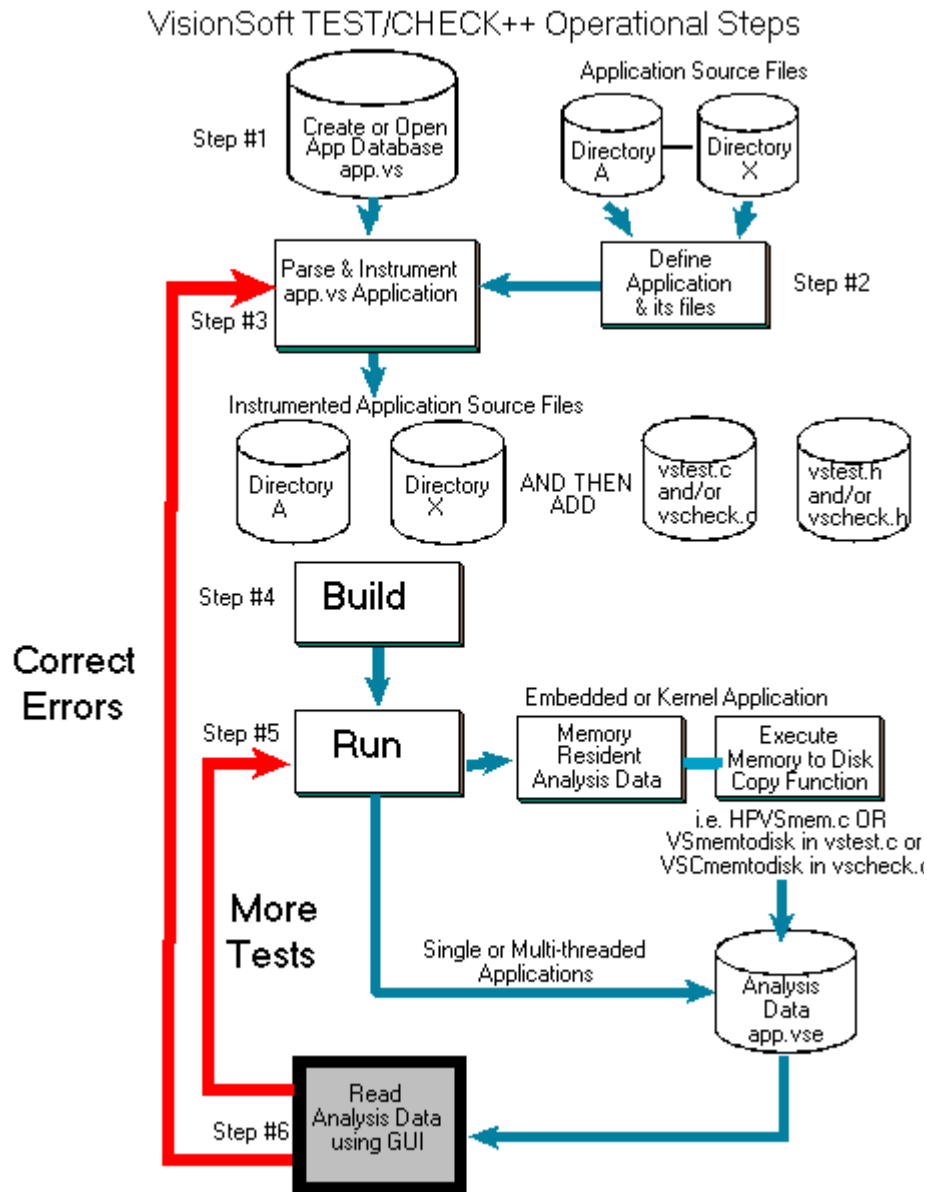 VisionSoft TEST/CHECK++ Operational Steps
Application Source Files
Step #1
Create or Open
App Database
app.vs
Directory
A
Directory
X
Parse & Instrument
app.vs Application
Define
Application
& its files
Step #2
Step #3
Instrumented Application Source Files
Directory
A
Directory
X
AND THEN
ADD
vstest.c
and/or
vscheck.c
vstest.h
and/or
vscheck.h
Step #4
Build
Correct
Errors
Step #5
Run
Embedded or Kernel Application
Memory
Resident
Analysis Data
Execute
Memory to Disk
Copy Function
i.e. HPVSmem.c OR
VSmemtodisk in vstest.c or
VSCmemtodisk in vscheck.c
More
Tests
Single or Multi-threaded
Applications
Analysis
Data
app.vse
Step #6
Read
Analysis Data
using GUI